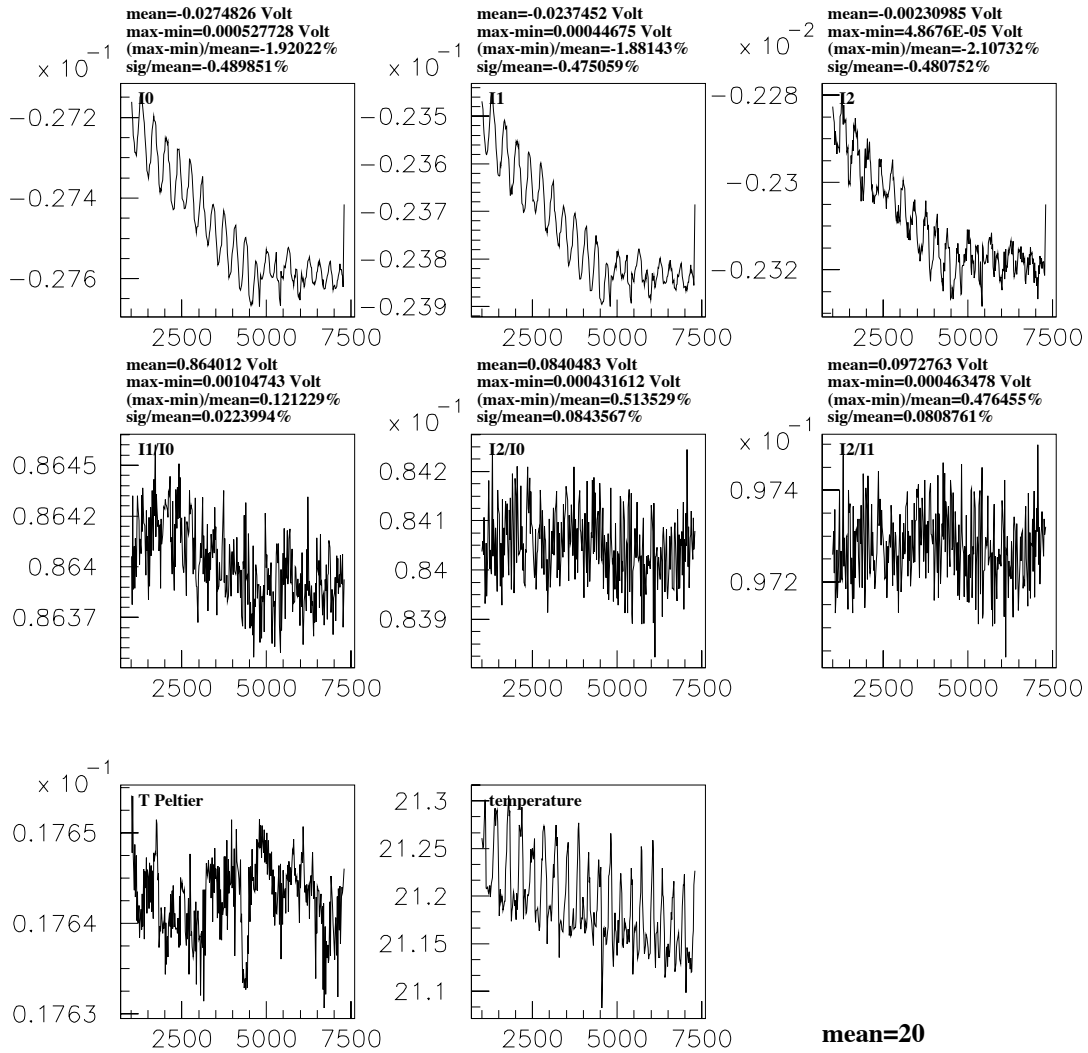 mean=-0.0274826 Volt
max-min=0.000527728 Volt
(max-min)/mean=-1.92022%
sig/mean=-0.489851%
x 10⁻¹
I0
−0.272
−0.274
−0.276
2500 5000 7500
mean=-0.0237452 Volt
max-min=0.00044675 Volt
(max-min)/mean=-1.88143%
sig/mean=-0.475059%
x 10⁻¹
I1
−0.235
−0.236
−0.237
−0.238
−0.239
2500 5000 7500
mean=-0.00230985 Volt
max-min=4.8676E-05 Volt
(max-min)/mean=-2.10732%
sig/mean=-0.480752%
x 10⁻²
I2
−0.228
−0.23
−0.232
2500 5000 7500
mean=0.864012 Volt
max-min=0.00104743 Volt
(max-min)/mean=0.121229%
sig/mean=0.0223994%
I1/I0
0.8645
0.8642
0.864
0.8637
2500 5000 7500
mean=0.0840483 Volt
max-min=0.000431612 Volt
(max-min)/mean=0.513529%
sig/mean=0.0843567%
x 10⁻¹
I2/I0
0.842
0.841
0.84
0.839
2500 5000 7500
mean=0.0972763 Volt
max-min=0.000463478 Volt
(max-min)/mean=0.476455%
sig/mean=0.0808761%
x 10⁻¹
I2/I1
0.974
0.972
2500 5000 7500
x 10⁻¹
T Peltier
0.1765
0.1764
0.1763
2500 5000 7500
temperature
21.3
21.25
21.2
21.15
21.1
2500 5000 7500
mean=20